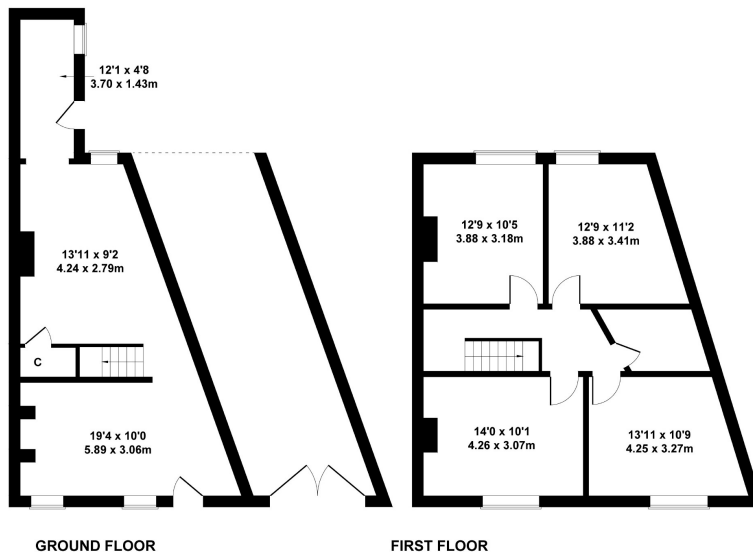 12'1 x 4'8
3.70 x 1.43m
13'11 x 9'2
4.24 x 2.79m
C
19'4 x 10'0
5.89 x 3.06m
12'9 x 10'5
3.88 x 3.18m
12'9 x 11'2
3.88 x 3.41m
14'0 x 10'1
4.26 x 3.07m
13'11 x 10'9
4.25 x 3.27m
GROUND FLOOR
FIRST FLOOR